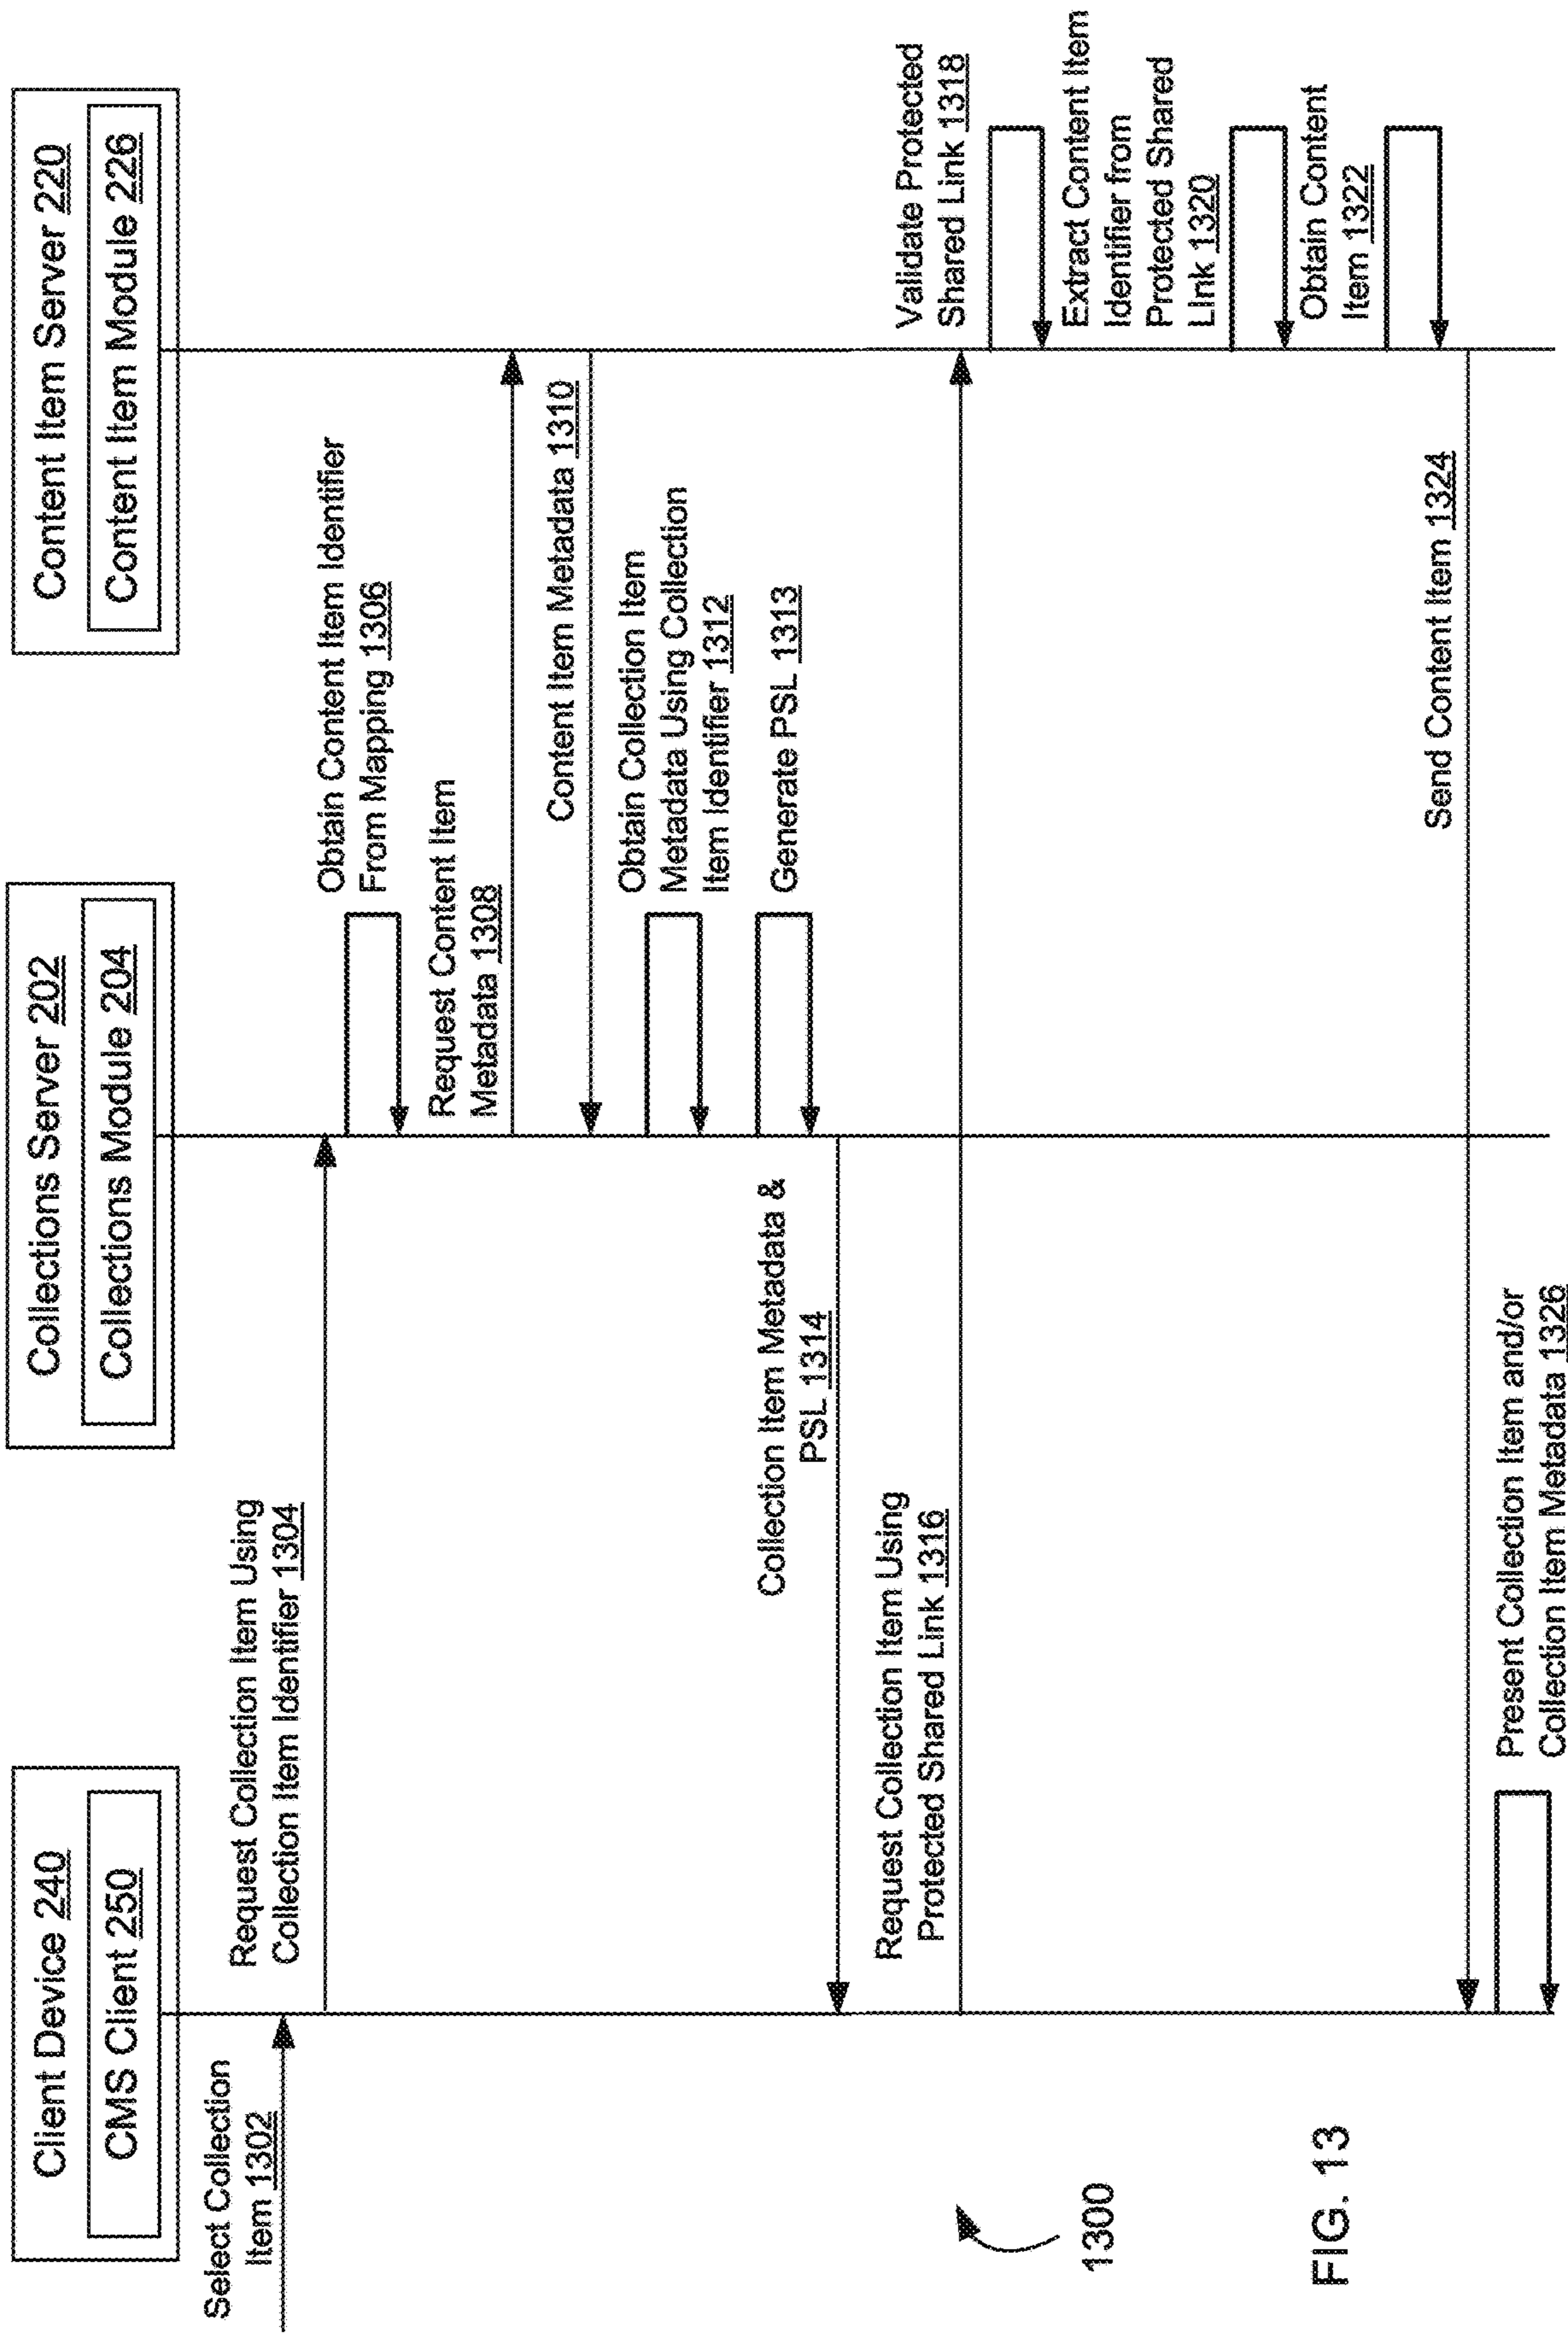 Client Device 240
CMS Client 250
Collections Server 202
Collections Module 204
Content Item Server 220
Content Item Module 226
Select Collection
Item 1302
Request Collection Item Using
Collection Item Identifier 1304
Obtain Content Item Identifier
From Mapping 1306
Request Content Item
Metadata 1308
Content Item Metadata 1310
Obtain Collection Item
Metadata Using Collection
Item Identifier 1312
Generate PSL 1313
Collection Item Metadata &
PSL 1314
Request Collection Item Using
Protected Shared Link 1316
Validate Protected
Shared Link 1318
Extract Content Item
Identifier from
Protected Shared
Link 1320
Obtain Content
Item 1322
Send Content Item 1324
Present Collection Item and/or
Collection Item Metadata 1326
1300
FIG. 13